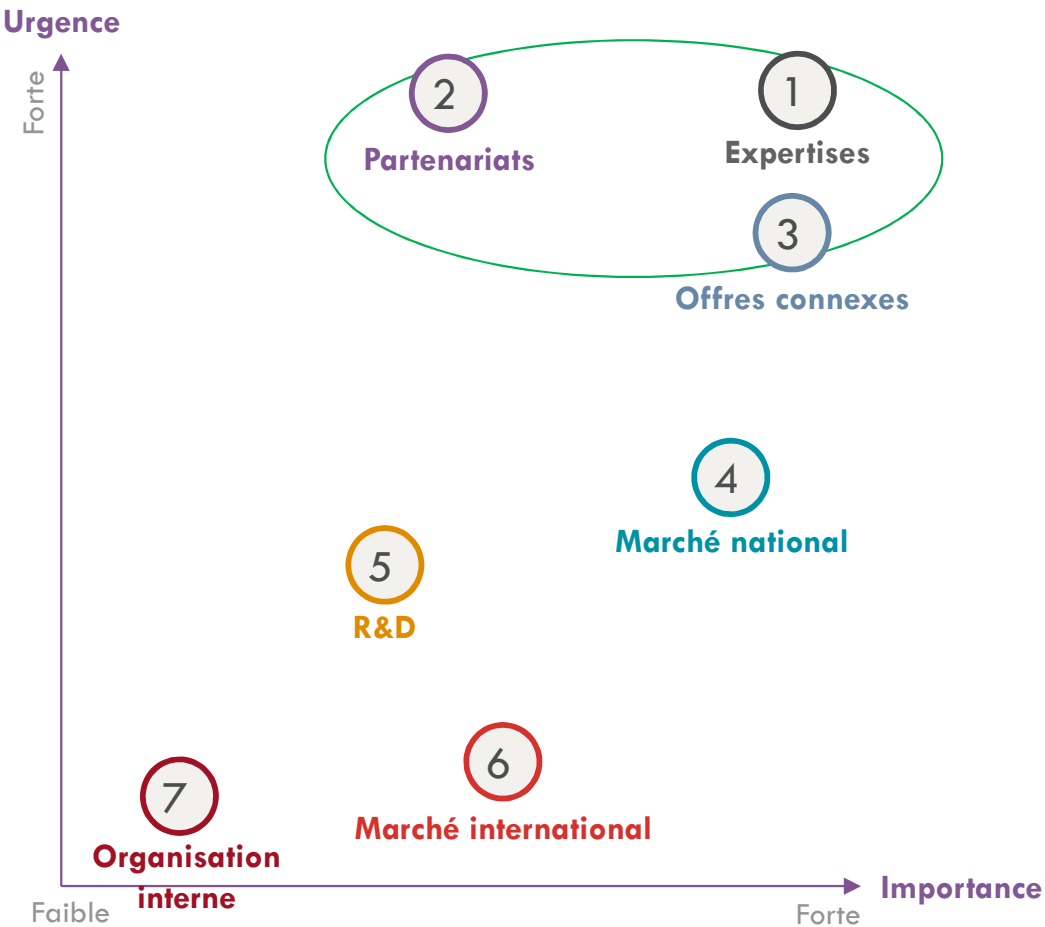 Urgence
Forte
2
Partenariats
1
Expertises
3
Offres connexes
4
Marché national
5
R&D
6
Marché international
7
Organisation
interne
Faible
Forte
Importance